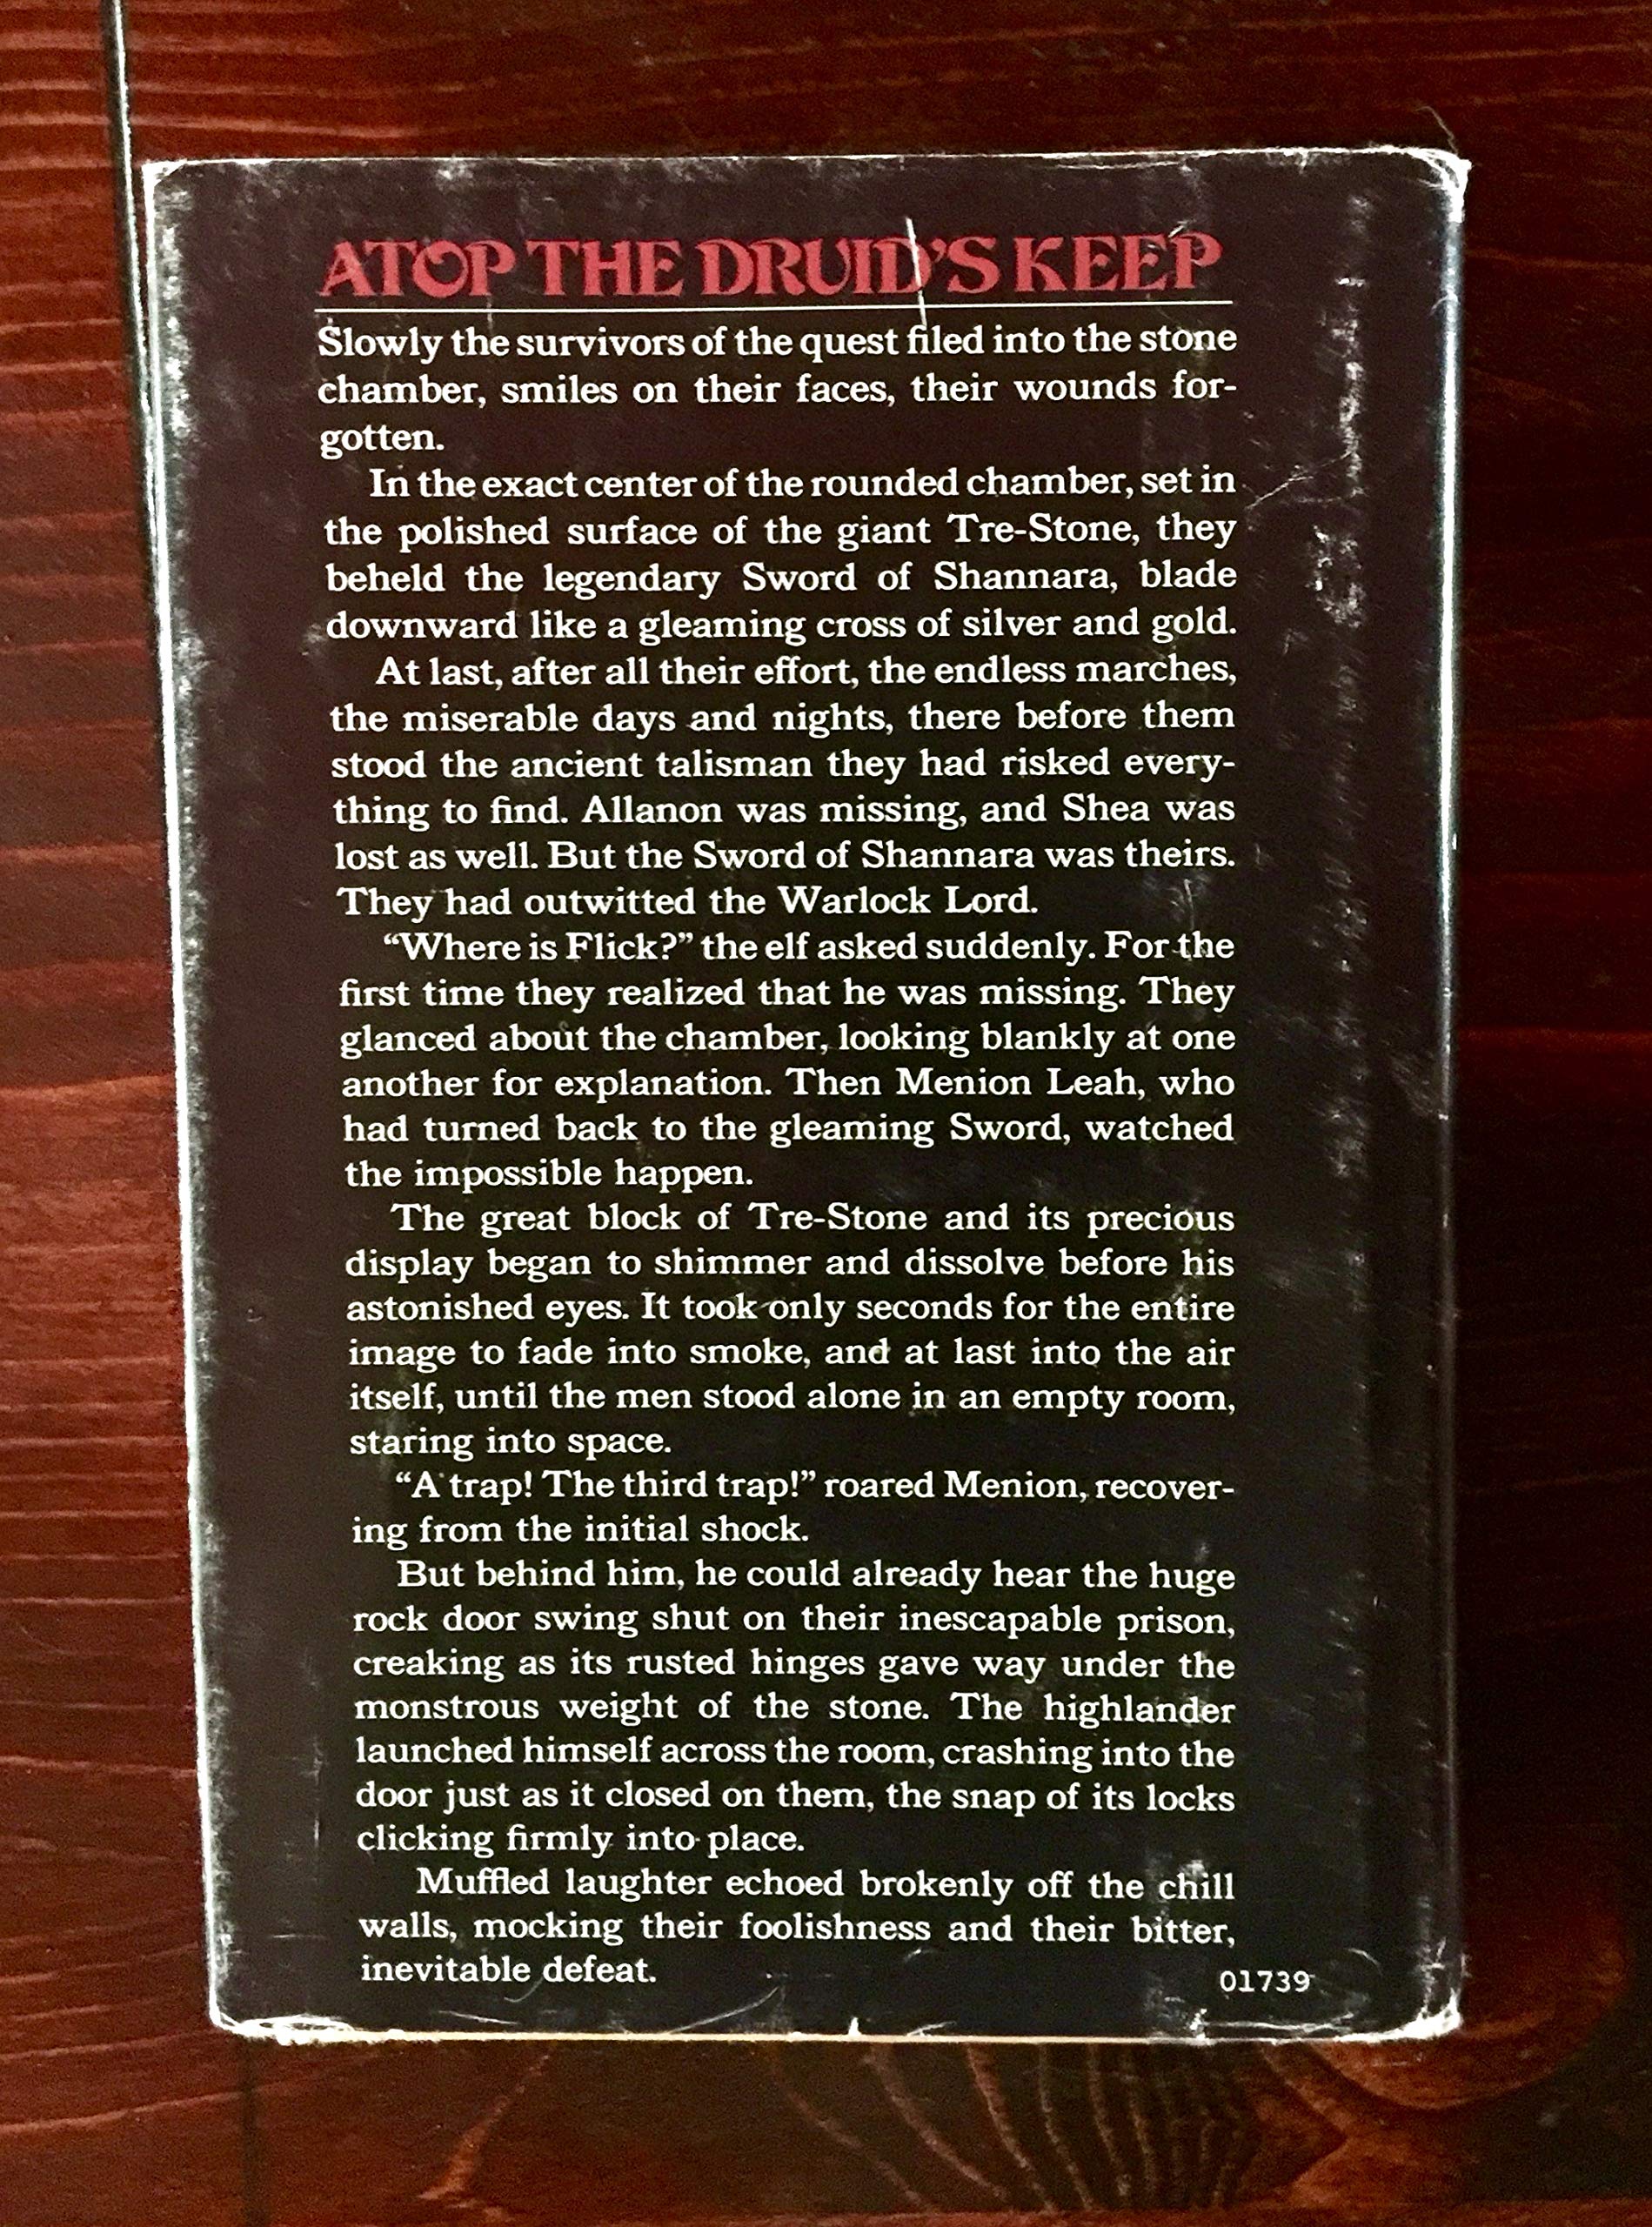 ATOP THE DRUID'S KEEP
Slowly the survivors of the quest filed into the stone
chamber, smiles on their faces, their wounds for-
gotten.
In the exact center of the rounded chamber, set in
the polished surface of the giant Tre-Stone, they
beheld the legendary Sword of Shannara, blade
downward like a gleaming cross of silver and gold.
At last, after all their effort, the endless marches,
the miserable days and nights, there before them
stood the ancient talisman they had risked every-
thing to find. Allanon was missing, and Shea was
lost as well. But the Sword of Shannara was theirs.
They had outwitted the Warlock Lord.
“Where is Flick?” the elf asked suddenly. For the
first time they realized that he was missing. They
glanced about the chamber, looking blankly at one
another for explanation. Then Menion Leah, who
had turned back to the gleaming Sword, watched
the impossible happen.
The great block of Tre-Stone and its precious
display began to shimmer and dissolve before his
astonished eyes. It took only seconds for the entire
image to fade into smoke, and at last into the air
itself, until the men stood alone in an empty room,
staring into space.
“A trap! The third trap!” roared Menion, recover-
ing from the initial shock.
But behind him, he could already hear the huge
rock door swing shut on their inescapable prison,
creaking as its rusted hinges gave way under the
monstrous weight of the stone. The highlander
launched himself across the room, crashing into the
door just as it closed on them, the snap of its locks
clicking firmly into place.
Muffled laughter echoed brokenly off the chill
walls, mocking their foolishness and their bitter,
inevitable defeat.
01739